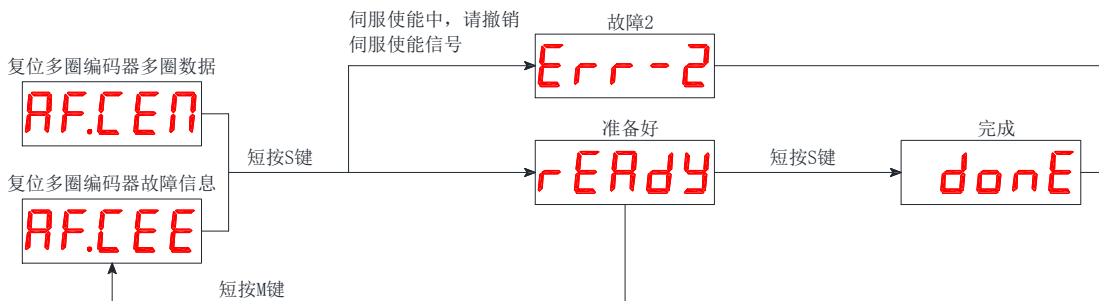 伺服使能中，请撤销
伺服使能信号
故障2
Err-2
复位多圈编码器多圈数据
AF.CEN
准备好
完成
短按S键
rEAdy
短按S键
donE
复位多圈编码器故障信息
AF.CEE
短按M键